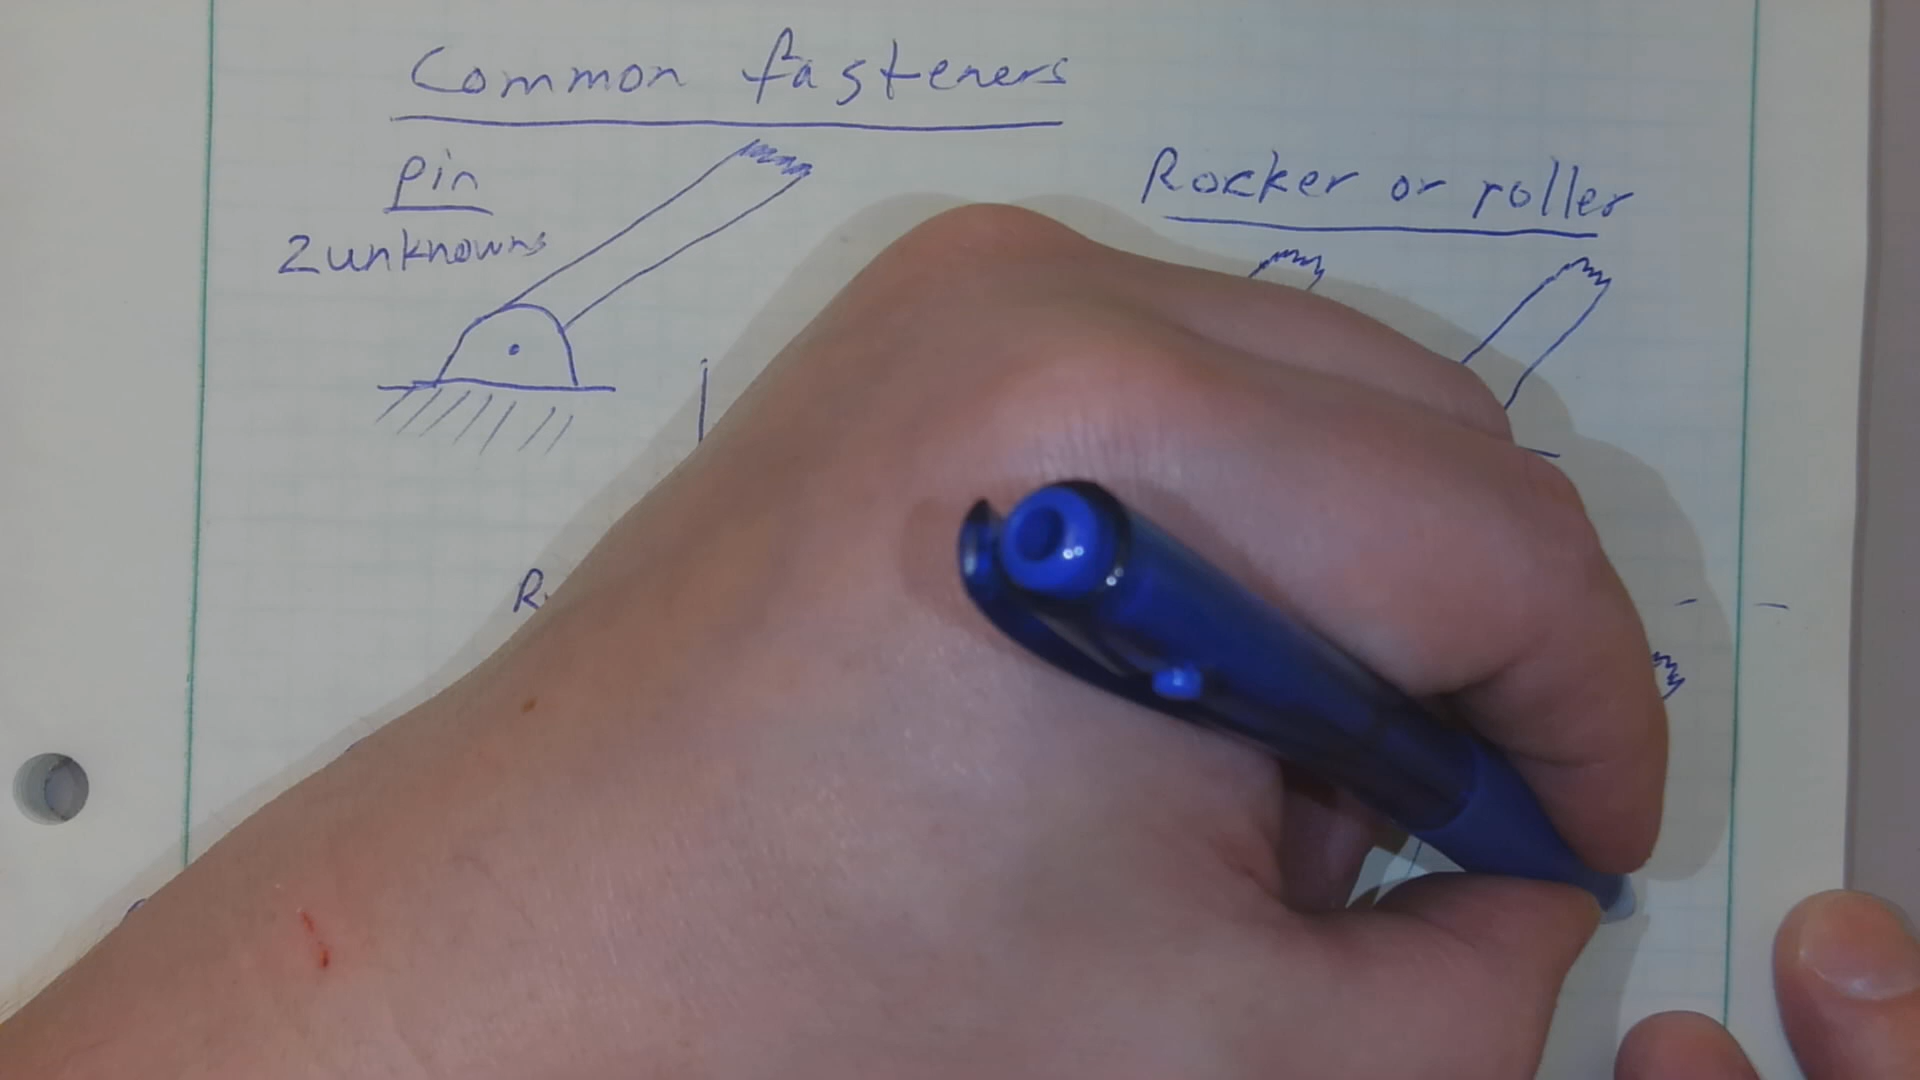 Common fasteners
Pin
2 unknowns
Rocker or roller